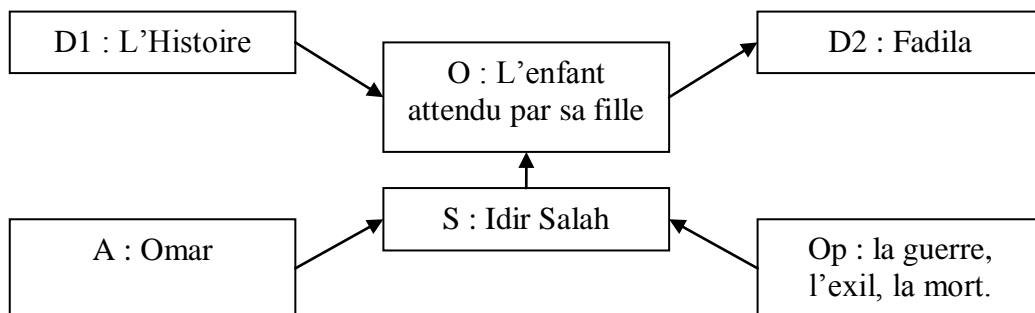 D1 : L’Histoire
O : L’enfant
attendu par sa fille
D2 : Fadila
A : Omar
S : Idir Salah
Op : la guerre,
l’exil, la mort.